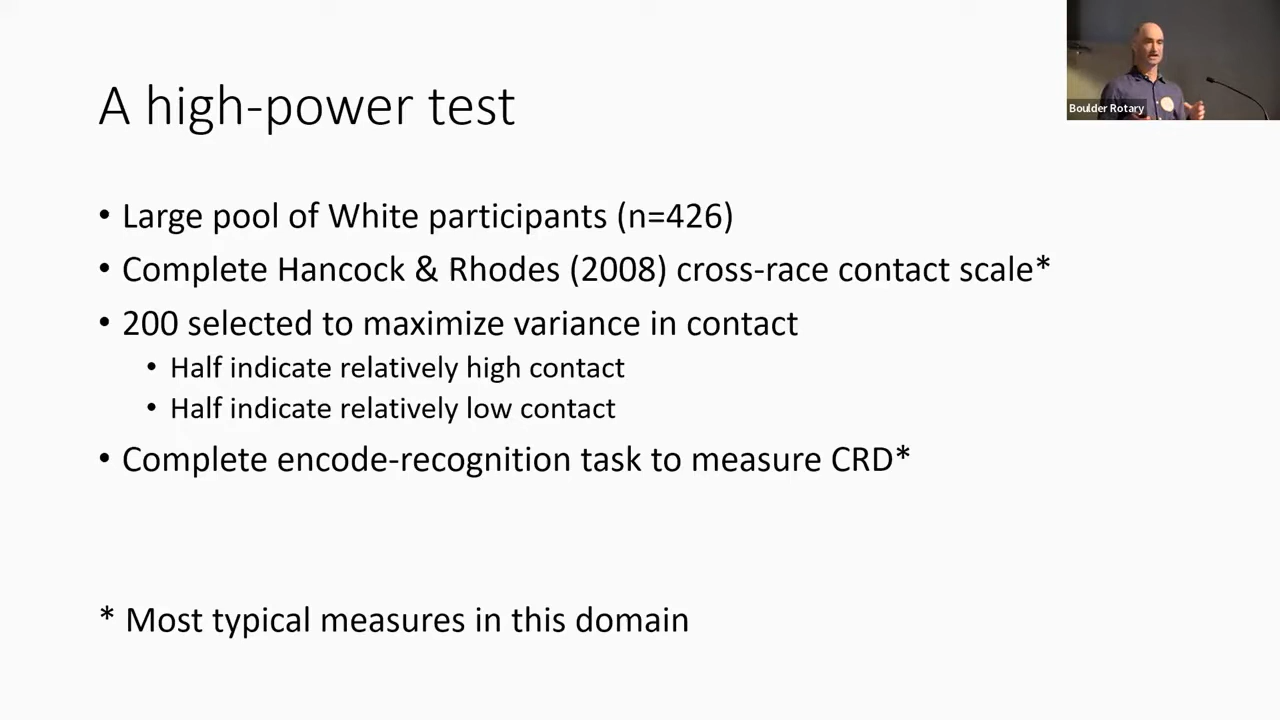 Boulder Rotary
A high-power test
• Large pool of White participants (n=426)
• Complete Hancock & Rhodes (2008) cross-race contact scale*
• 200 selected to maximize variance in contact
• Half indicate relatively high contact
• Half indicate relatively low contact
• Complete encode-recognition task to measure CRD*
* Most typical measures in this domain